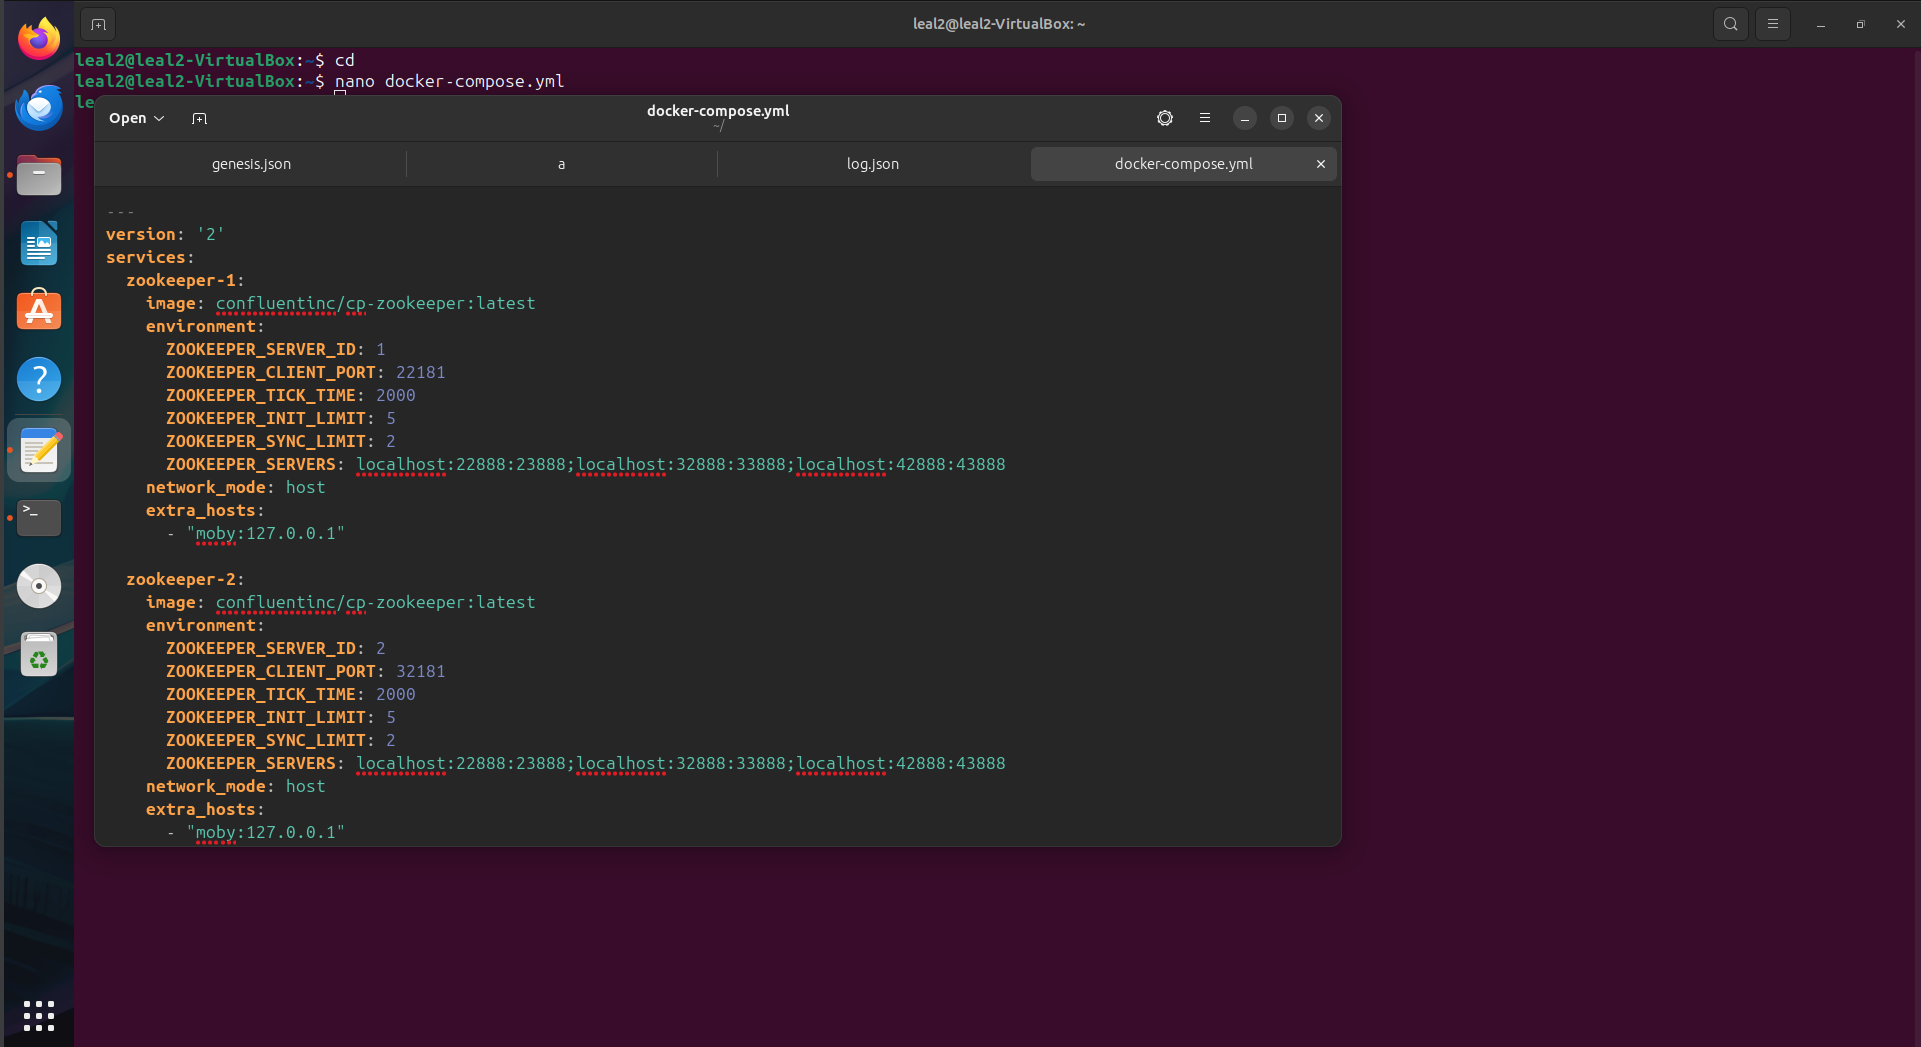 leal2@leal2-VirtualBox: ~
leal2@leal2-VirtualBox:~$ cd
leal2@leal2-VirtualBox:~$ nano docker-compose.yml
le
Open
docker-compose.yml
~/
genesis.json
a
log.json
docker-compose.yml
---
version: '2'
services:
  zookeeper-1:
    image: confluentinc/cp-zookeeper:latest
    environment:
      ZOOKEEPER_SERVER_ID: 1
      ZOOKEEPER_CLIENT_PORT: 22181
      ZOOKEEPER_TICK_TIME: 2000
      ZOOKEEPER_INIT_LIMIT: 5
      ZOOKEEPER_SYNC_LIMIT: 2
      ZOOKEEPER_SERVERS: localhost:22888:23888;localhost:32888:33888;localhost:42888:43888
    network_mode: host
    extra_hosts:
      - "moby:127.0.0.1"
  zookeeper-2:
    image: confluentinc/cp-zookeeper:latest
    environment:
      ZOOKEEPER_SERVER_ID: 2
      ZOOKEEPER_CLIENT_PORT: 32181
      ZOOKEEPER_TICK_TIME: 2000
      ZOOKEEPER_INIT_LIMIT: 5
      ZOOKEEPER_SYNC_LIMIT: 2
      ZOOKEEPER_SERVERS: localhost:22888:23888;localhost:32888:33888;localhost:42888:43888
    network_mode: host
    extra_hosts:
      - "moby:127.0.0.1"